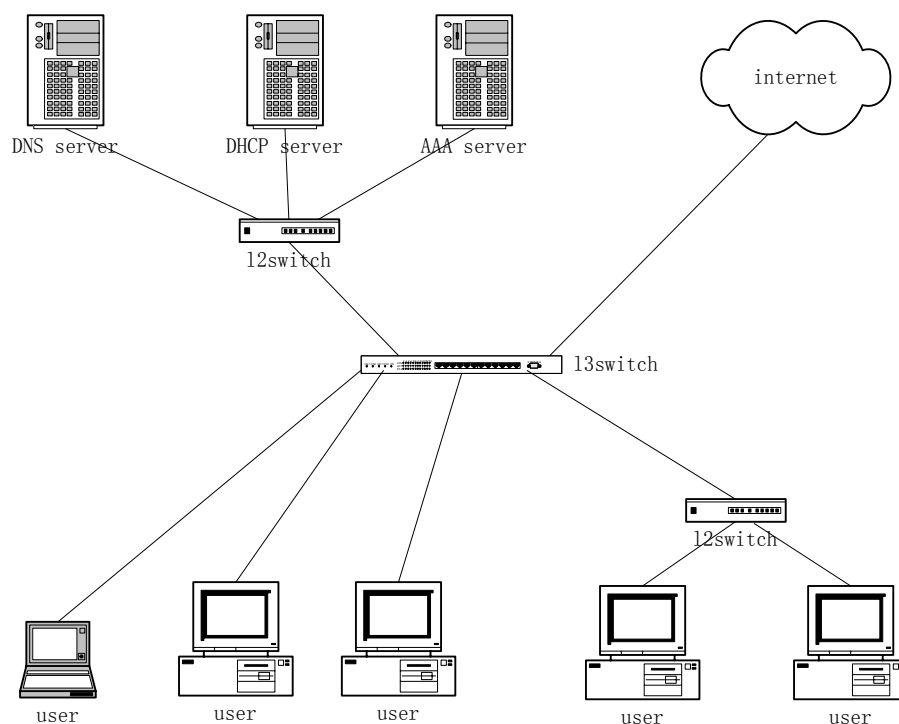 DNS server
DHCP server
AAA server
internet
l2switch
l3switch
l2switch
user
user
user
user
user